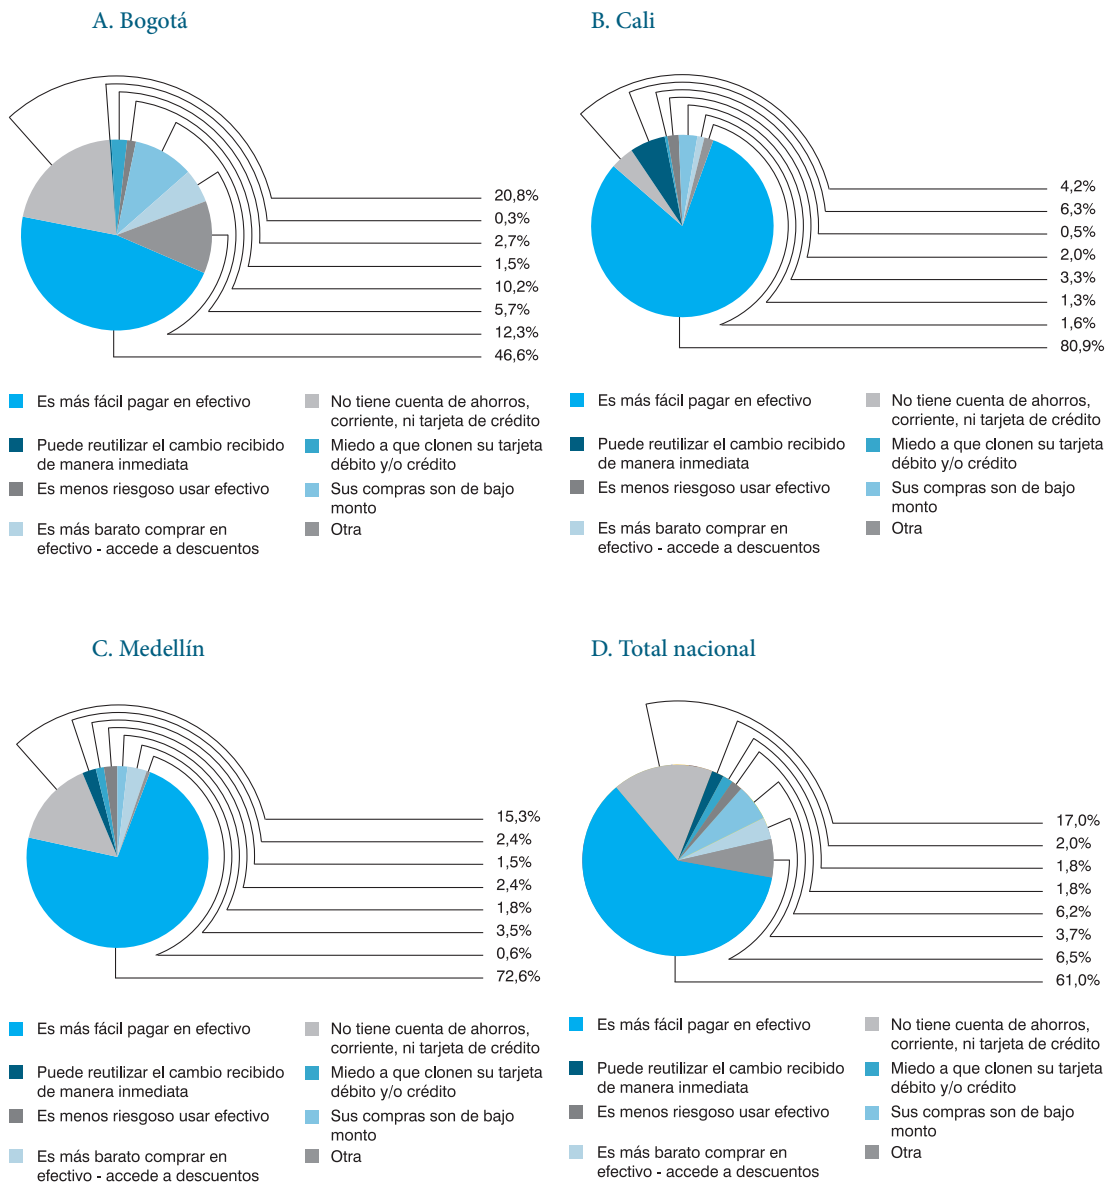 A. Bogotá
20,8%
0,3%
2,7%
1,5%
10,2%
5,7%
12,3%
46,6%
Es más fácil pagar en efectivo
No tiene cuenta de ahorros,
corriente, ni tarjeta de crédito
Puede reutilizar el cambio recibido
de manera inmediata
Miedo a que clonen su tarjeta
débito y/o crédito
Es menos riesgoso usar efectivo
Sus compras son de bajo
monto
Es más barato comprar en
efectivo - accede a descuentos
Otra
B. Cali
4,2%
6,3%
0,5%
2,0%
3,3%
1,3%
1,6%
80,9%
Es más fácil pagar en efectivo
No tiene cuenta de ahorros,
corriente, ni tarjeta de crédito
Puede reutilizar el cambio recibido
de manera inmediata
Miedo a que clonen su tarjeta
débito y/o crédito
Es menos riesgoso usar efectivo
Sus compras son de bajo
monto
Es más barato comprar en
efectivo - accede a descuentos
Otra
C. Medellín
15,3%
2,4%
1,5%
2,4%
1,8%
3,5%
0,6%
72,6%
Es más fácil pagar en efectivo
No tiene cuenta de ahorros,
corriente, ni tarjeta de crédito
Puede reutilizar el cambio recibido
de manera inmediata
Miedo a que clonen su tarjeta
débito y/o crédito
Es menos riesgoso usar efectivo
Sus compras son de bajo
monto
Es más barato comprar en
efectivo - accede a descuentos
Otra
D. Total nacional
17,0%
2,0%
1,8%
1,8%
6,2%
3,7%
6,5%
61,0%
Es más fácil pagar en efectivo
No tiene cuenta de ahorros,
corriente, ni tarjeta de crédito
Puede reutilizar el cambio recibido
de manera inmediata
Miedo a que clonen su tarjeta
débito y/o crédito
Es menos riesgoso usar efectivo
Sus compras son de bajo
monto
Es más barato comprar en
efectivo - accede a descuentos
Otra